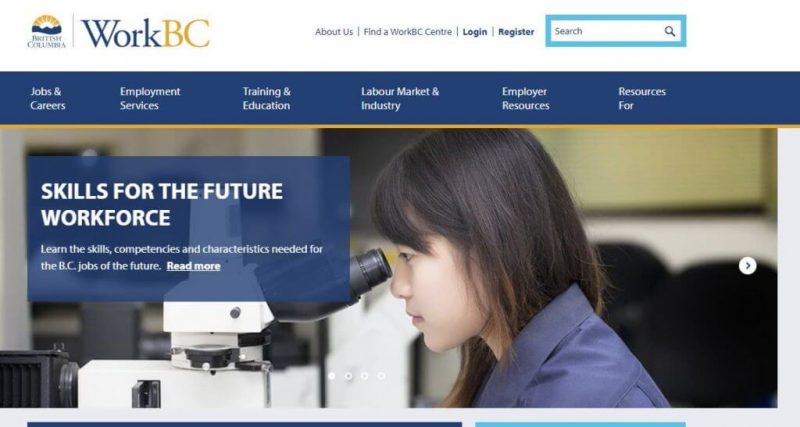 BRITISH
COLUMBIA
WorkBC
About Us | Find a WorkBC Centre | Login | Register
Search
Jobs &
Careers
Employment
Services
Training &
Education
Labour Market &
Industry
Employer
Resources
Resources
For
SKILLS FOR THE FUTURE
WORKFORCE
Learn the skills, competencies and characteristics needed for
the B.C. jobs of the future. Read more